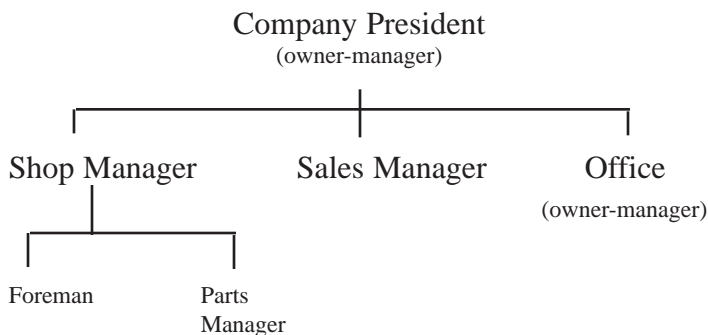 Company President
(owner-manager)
Shop Manager
Sales Manager
Office
(owner-manager)
Foreman
Parts
Manager